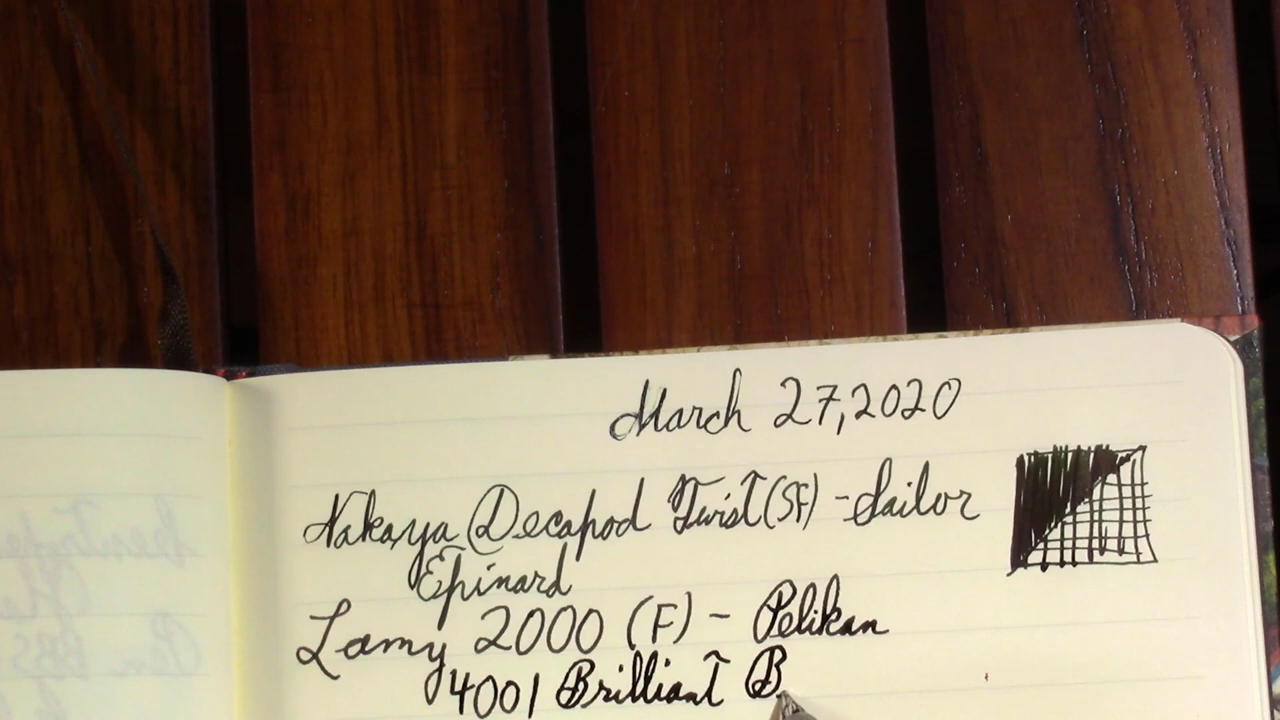 March 27, 2020
Nakaya Decapod Twist (SF) - Sailor
Epinard
Lamy 2000 (F) - Pelikan
4001 Brilliant B